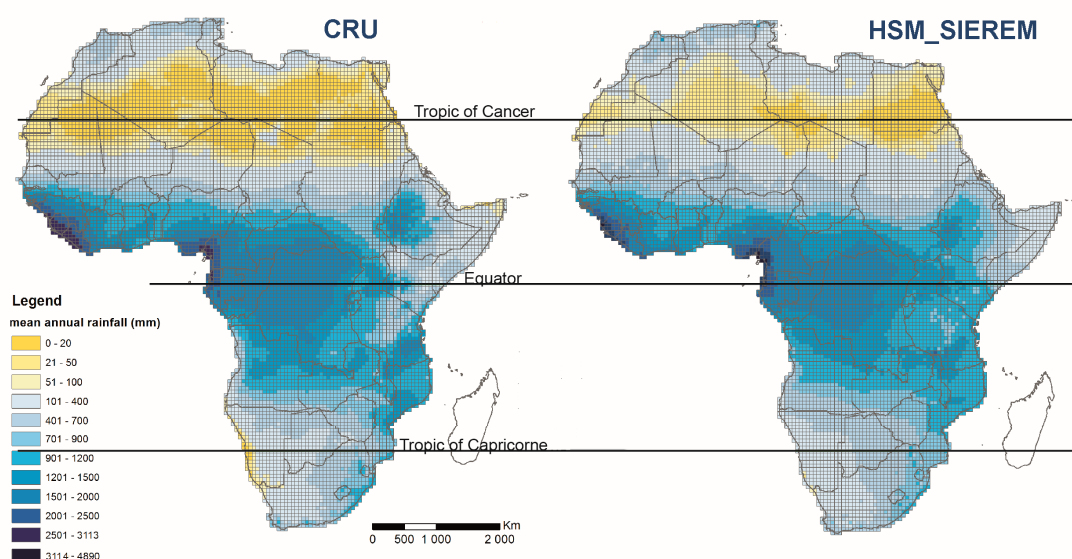 CRU
HSM_SIEREM
Tropic of Cancer
Equator
Legend
mean annual rainfall (mm)
0 - 20
21 - 50
51 - 100
101 - 400
401 - 700
701 - 900
901 - 1200
1201 - 1500
1501 - 2000
2001 - 2500
2501 - 3113
3114 - 4890
Tropic of Capricorne
Km
0 500 1 000 2 000